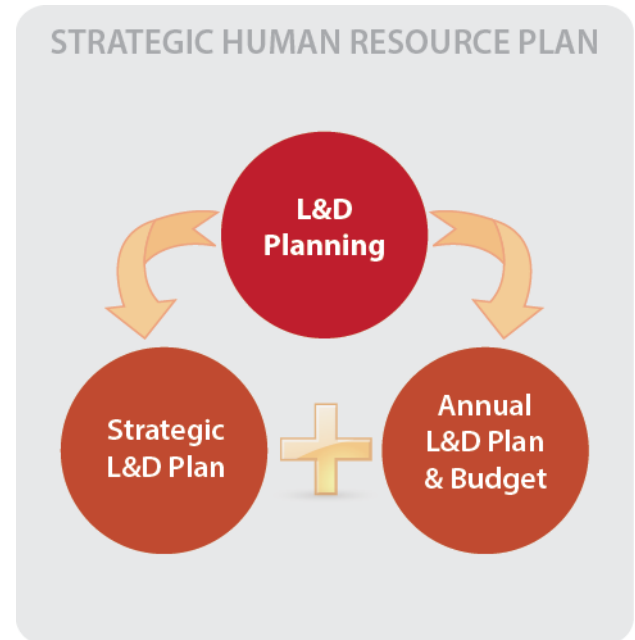 STRATEGIC HUMAN RESOURCE PLAN
L&D
Planning
Strategic
L&D Plan
Annual
L&D Plan
& Budget